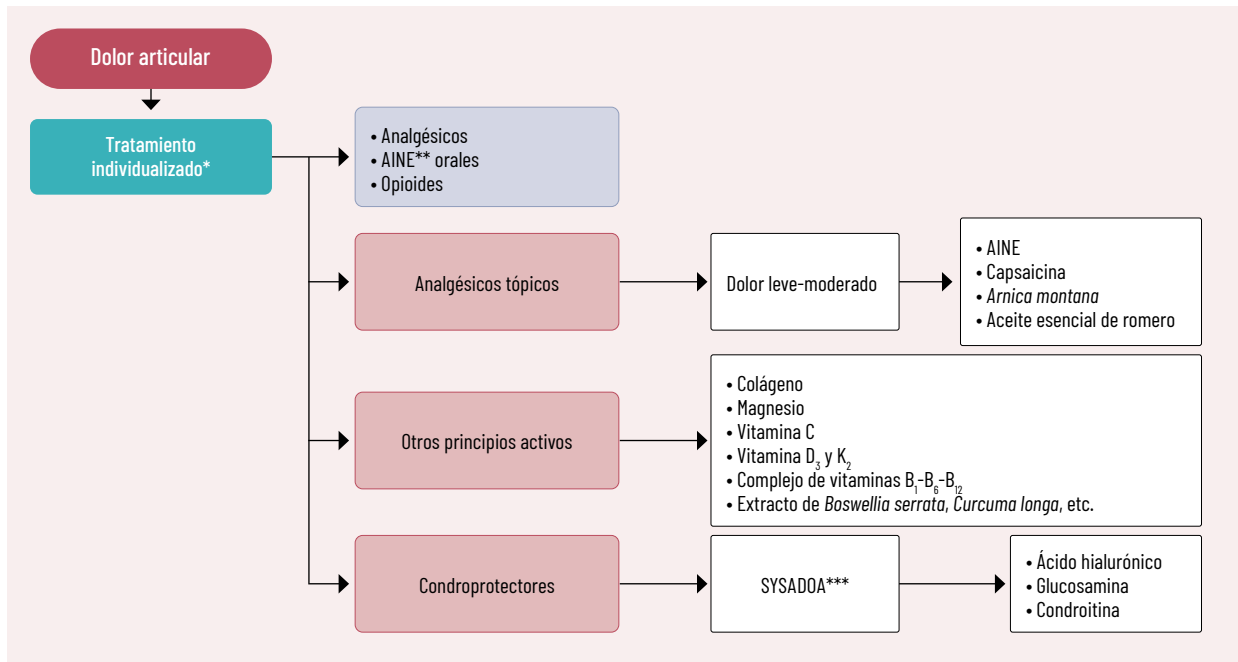 Dolor articular
Tratamiento
individualizado*
• Analgésicos
• AINE** orales
• Opioides
Analgésicos tópicos
Dolor leve-moderado
• AINE
• Capsaicina
• Arnica montana
• Aceite esencial de romero
Otros principios activos
• Colágeno
• Magnesio
• Vitamina C
• Vitamina D₃ y K₂
• Complejo de vitaminas B₁-B₆-B₁₂
• Extracto de Boswellia serrata, Curcuma longa, etc.
Condroprotectores
SYSADOA***
• Ácido hialurónico
• Glucosamina
• Condroitina